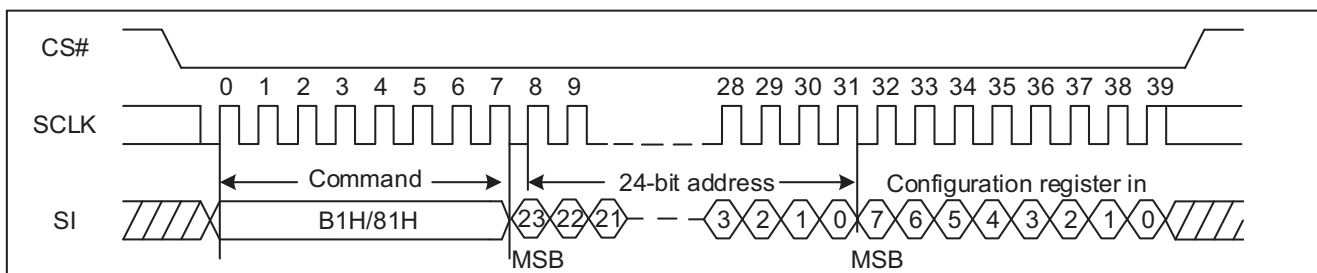 CS#
0 1 2 3 4 5 6 7 8 9 28 29 30 31 32 33 34 35 36 37 38 39
SCLK
Command 24-bit address Configuration register in
SI B1H/81H 23 22 21 3 2 1 0 7 6 5 4 3 2 1 0
MSB MSB